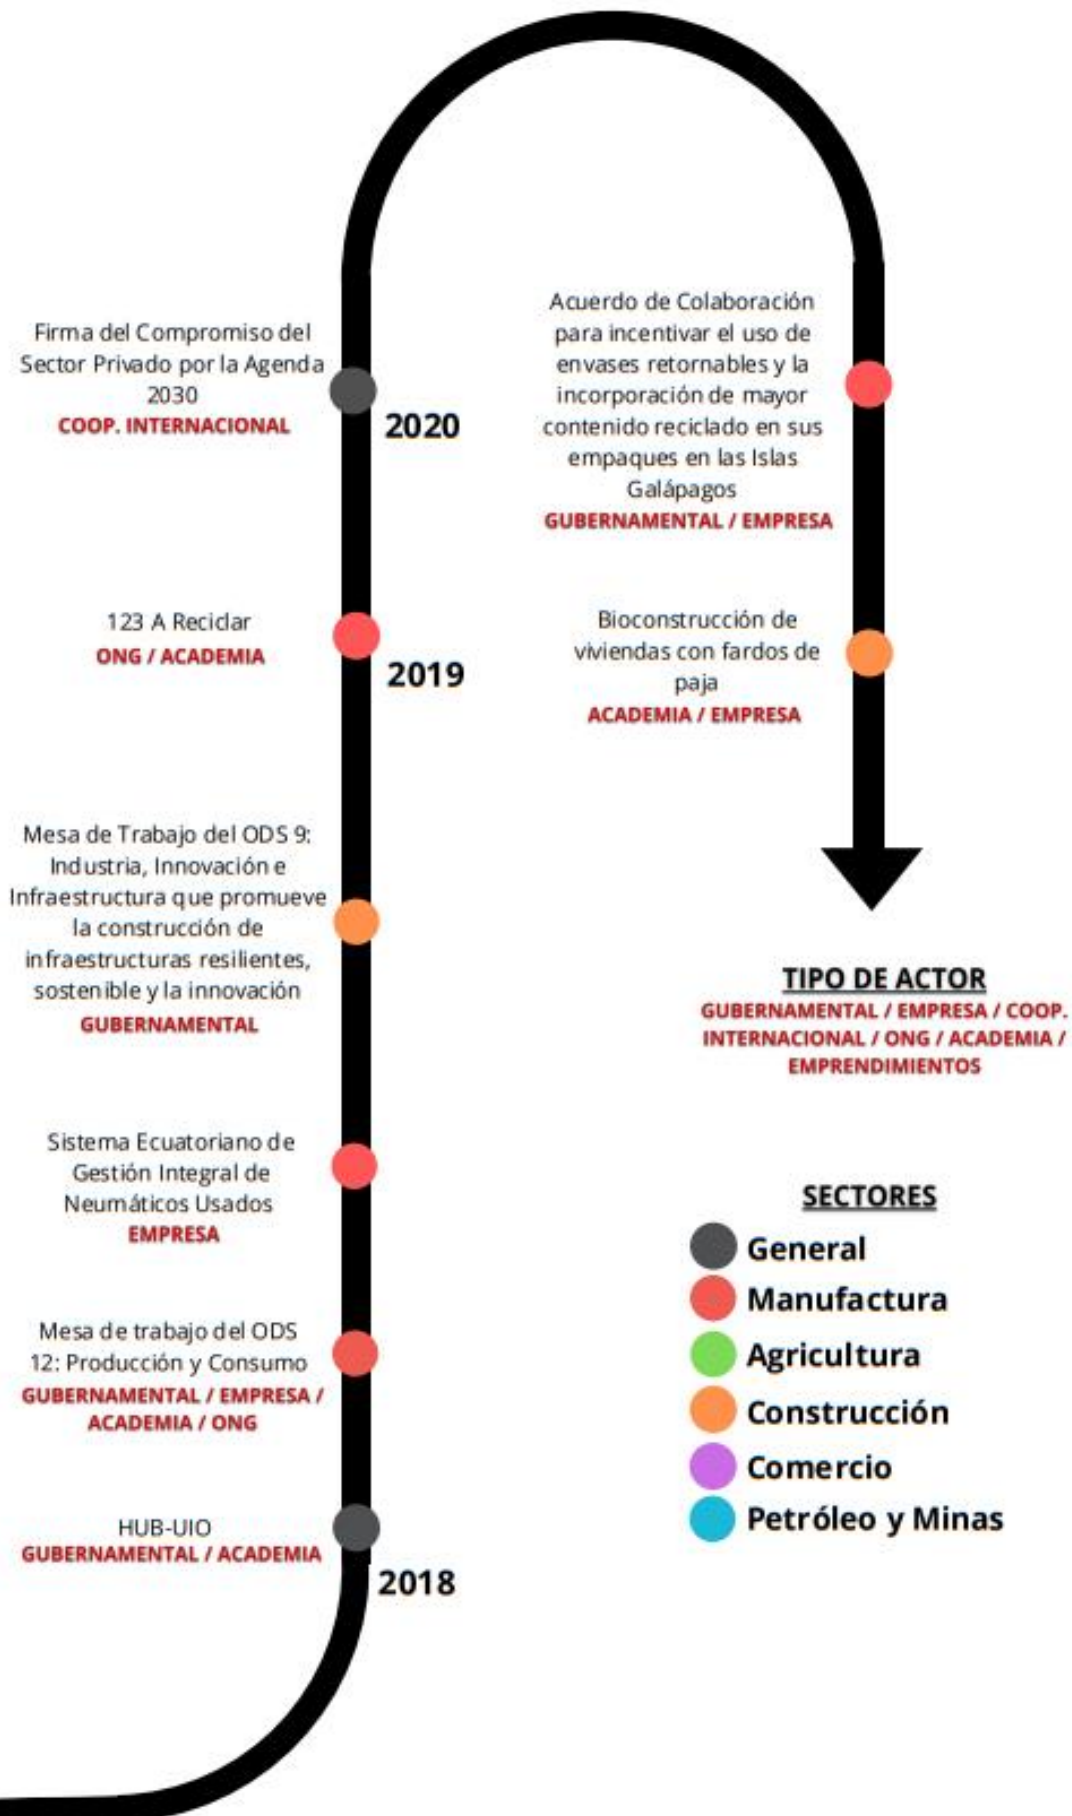 Firma del Compromiso del
Sector Privado por la Agenda
2030
COOP. INTERNACIONAL
2020
123 A Reciclar
ONG / ACADEMIA
2019
Mesa de Trabajo del ODS 9:
Industria, Innovación e
Infraestructura que promueve
la construcción de
infraestructuras resilientes,
sostenible y la innovación
GUBERNAMENTAL
Sistema Ecuatoriano de
Gestión Integral de
Neumáticos Usados
EMPRESA
Mesa de trabajo del ODS
12: Producción y Consumo
GUBERNAMENTAL / EMPRESA /
ACADEMIA / ONG
HUB-UIO
GUBERNAMENTAL / ACADEMIA
2018
Acuerdo de Colaboración
para incentivar el uso de
envases retornables y la
incorporación de mayor
contenido reciclado en sus
empaques en las Islas
Galápagos
GUBERNAMENTAL / EMPRESA
Bioconstrucción de
viviendas con fardos de
paja
ACADEMIA / EMPRESA
TIPO DE ACTOR
GUBERNAMENTAL / EMPRESA / COOP.
INTERNACIONAL / ONG / ACADEMIA /
EMPRENDIMIENTOS
SECTORES
General
Manufactura
Agricultura
Construcción
Comercio
Petróleo y Minas